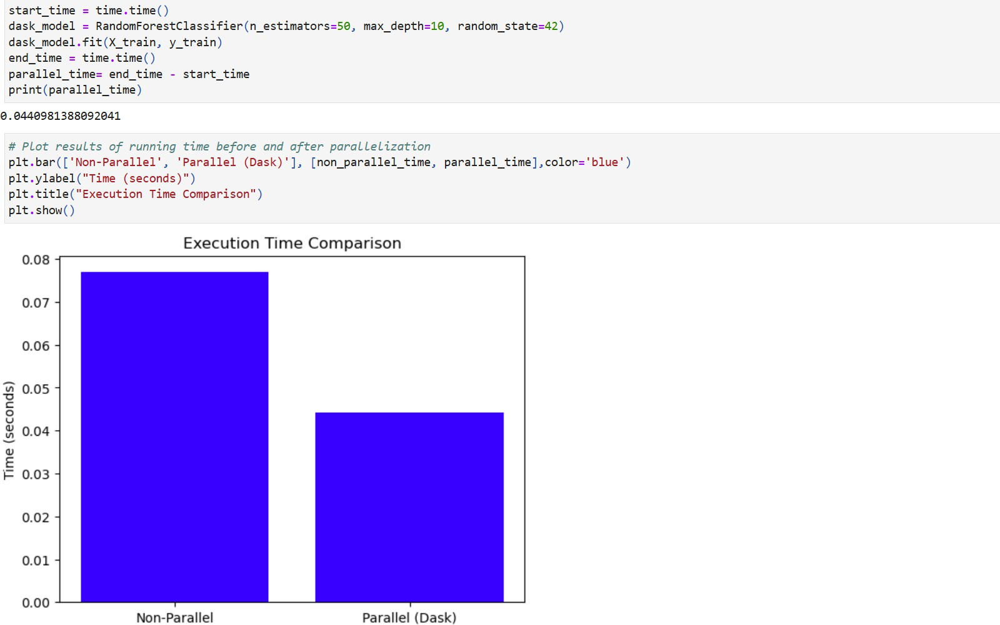 start_time = time.time()
dask_model = RandomForestClassifier(n_estimators=50, max_depth=10, random_state=42)
dask_model.fit(X_train, y_train)
end_time = time.time()
parallel_time= end_time - start_time
print(parallel_time)
0.0440981388092041
# Plot results of running time before and after parallelization
plt.bar(['Non-Parallel', 'Parallel (Dask)'], [non_parallel_time, parallel_time],color='blue')
plt.ylabel("Time (seconds)")
plt.title("Execution Time Comparison")
plt.show()
Execution Time Comparison
0.08
0.07
0.06
0.05
0.04
0.03
0.02
0.01
0.00
Time (seconds)
Non-Parallel
Parallel (Dask)